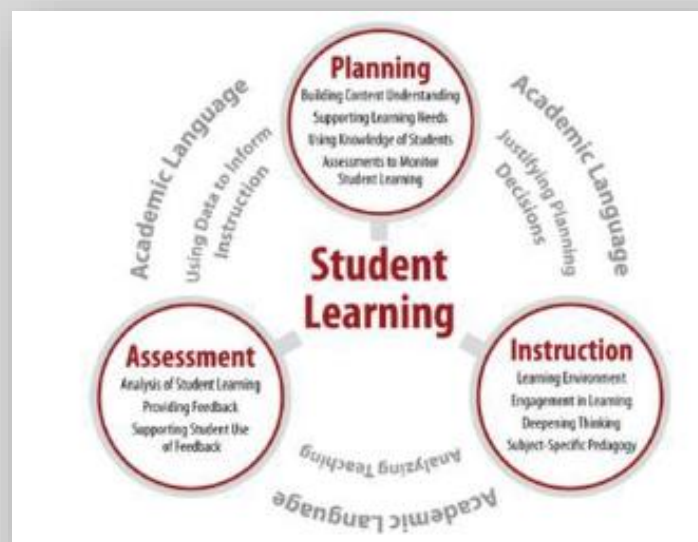 Planning
Building Content Understanding
Supporting Learning Needs
Using Knowledge of Students
Assessments to Monitor
Student Learning
Academic Language
Using Data to Inform
Instruction
Academic Language
Justifying Planning
Decisions
Student
Learning
Assessment
Analysis of Student Learning
Providing Feedback
Supporting Student Use
of Feedback
Instruction
Learning Environment
Engagement in Learning
Deepening Thinking
Subject-Specific Pedagogy
Analyzing Teaching
Academic Language